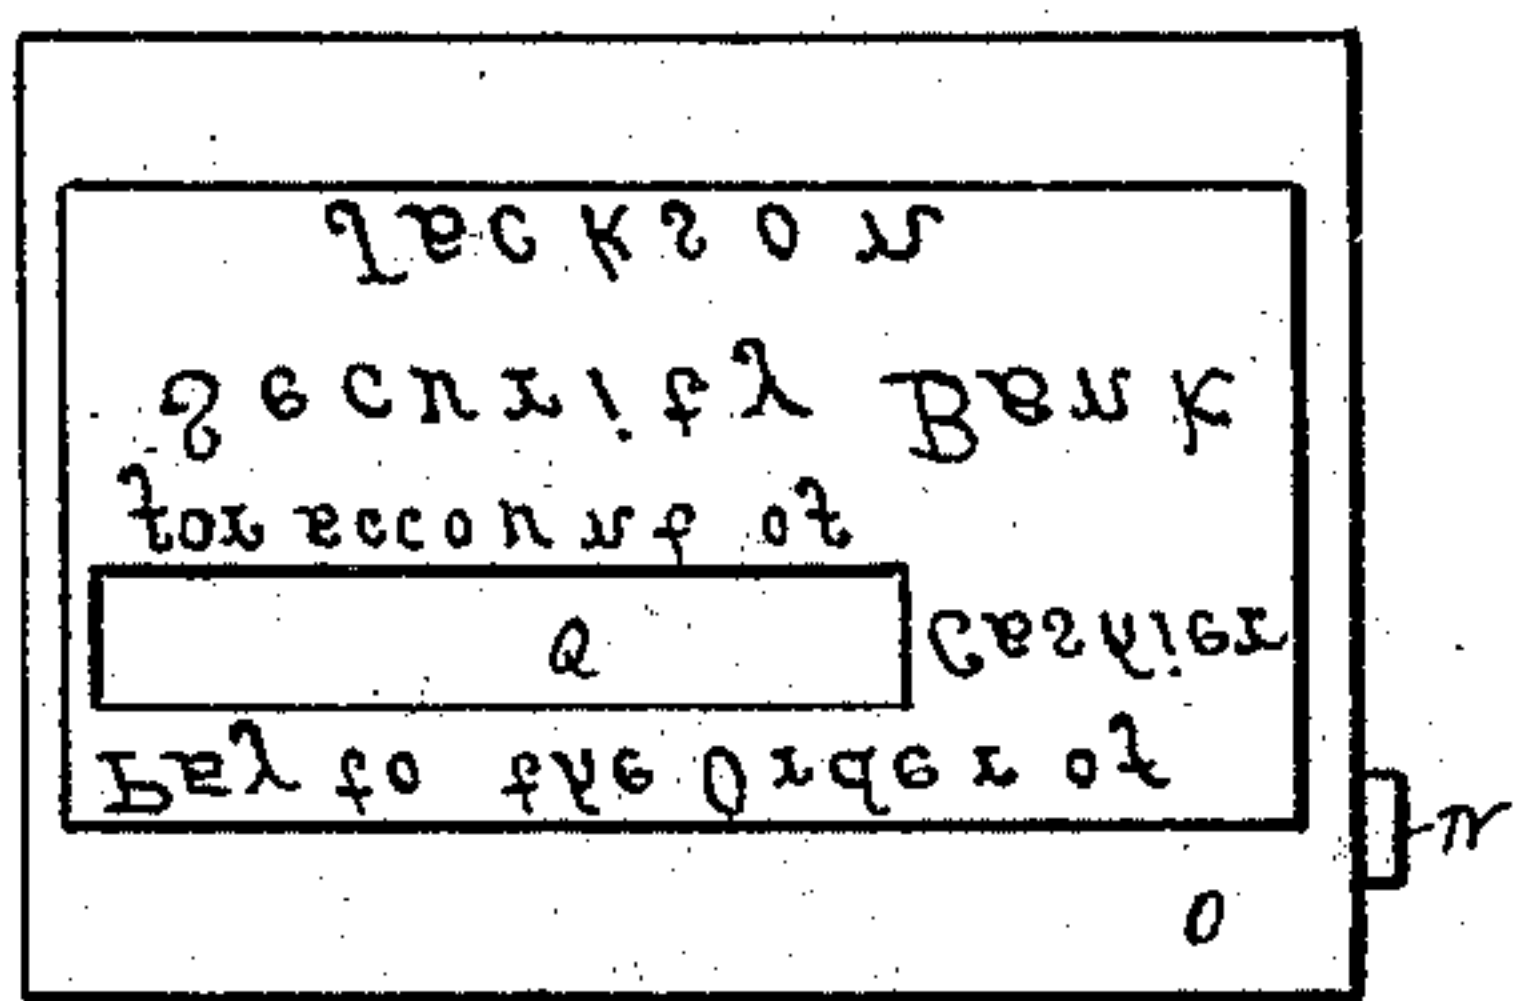 Pay to the Order of
Q Cashier
for account of
Security Bank
Jackson
n
O